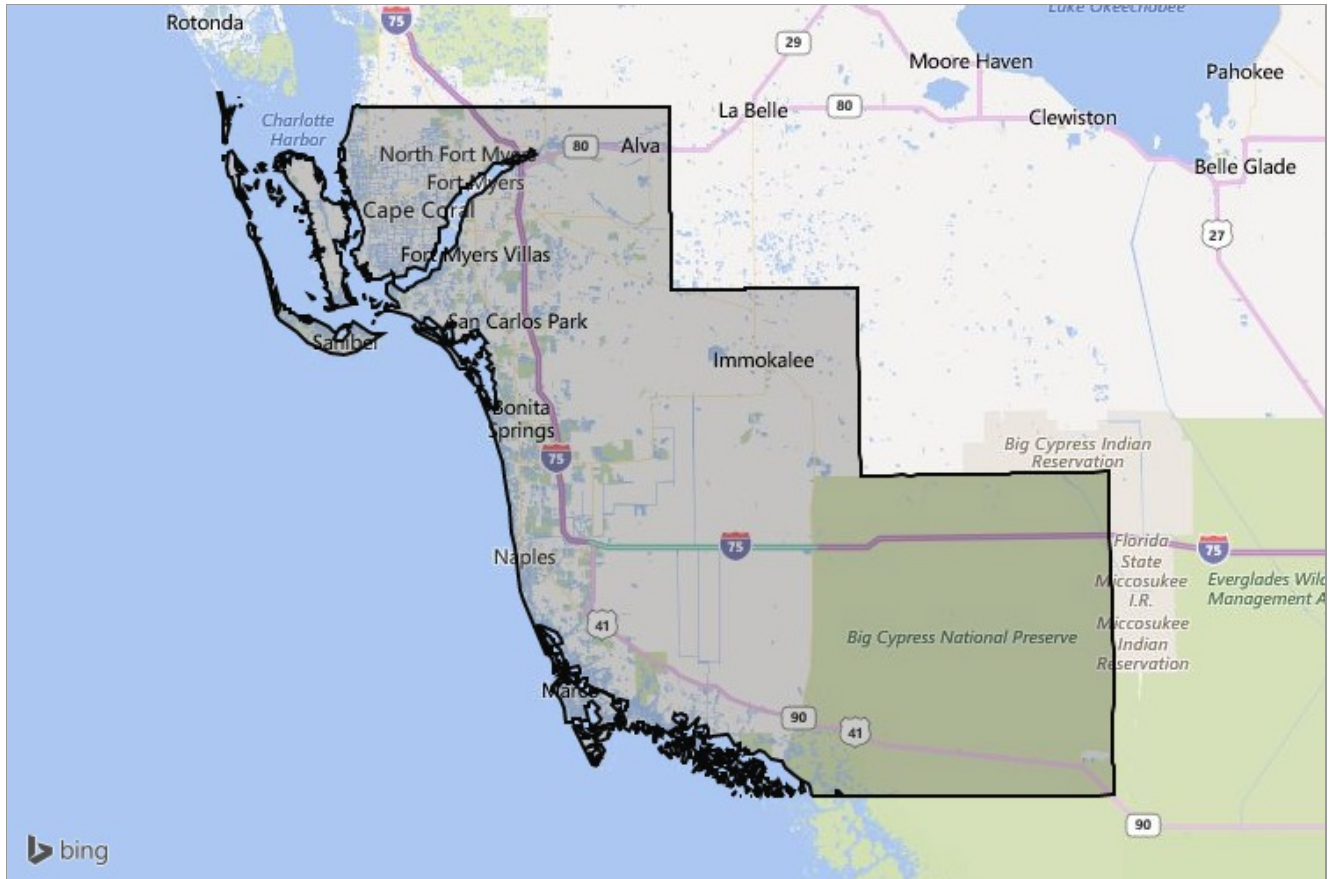 Rotonda
75
Lake Okeechobee
29
Moore Haven
Pahokee
La Belle
80
Clewiston
Charlotte
Harbor
North Fort Myers
80
Alva
Belle Glade
Fort Myers
Cape Coral
27
Fort Myers Villas
San Carlos Park
Sanibel
Immokalee
Bonita
Springs
Big Cypress Indian
Reservation
75
Naples
75
Florida
State
Miccosukee
I.R.
75
Everglades Wild
Management A
41
Miccosukee
Indian
Reservation
Big Cypress National Preserve
Marco
90
41
90
bing